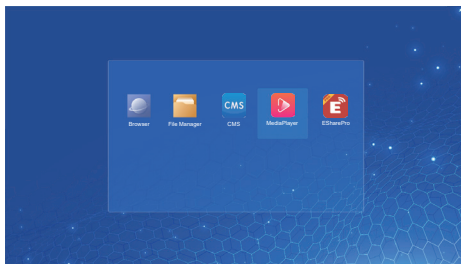 CMS
E
Browser
File Manager
CMS
MediaPlayer
ESharePro